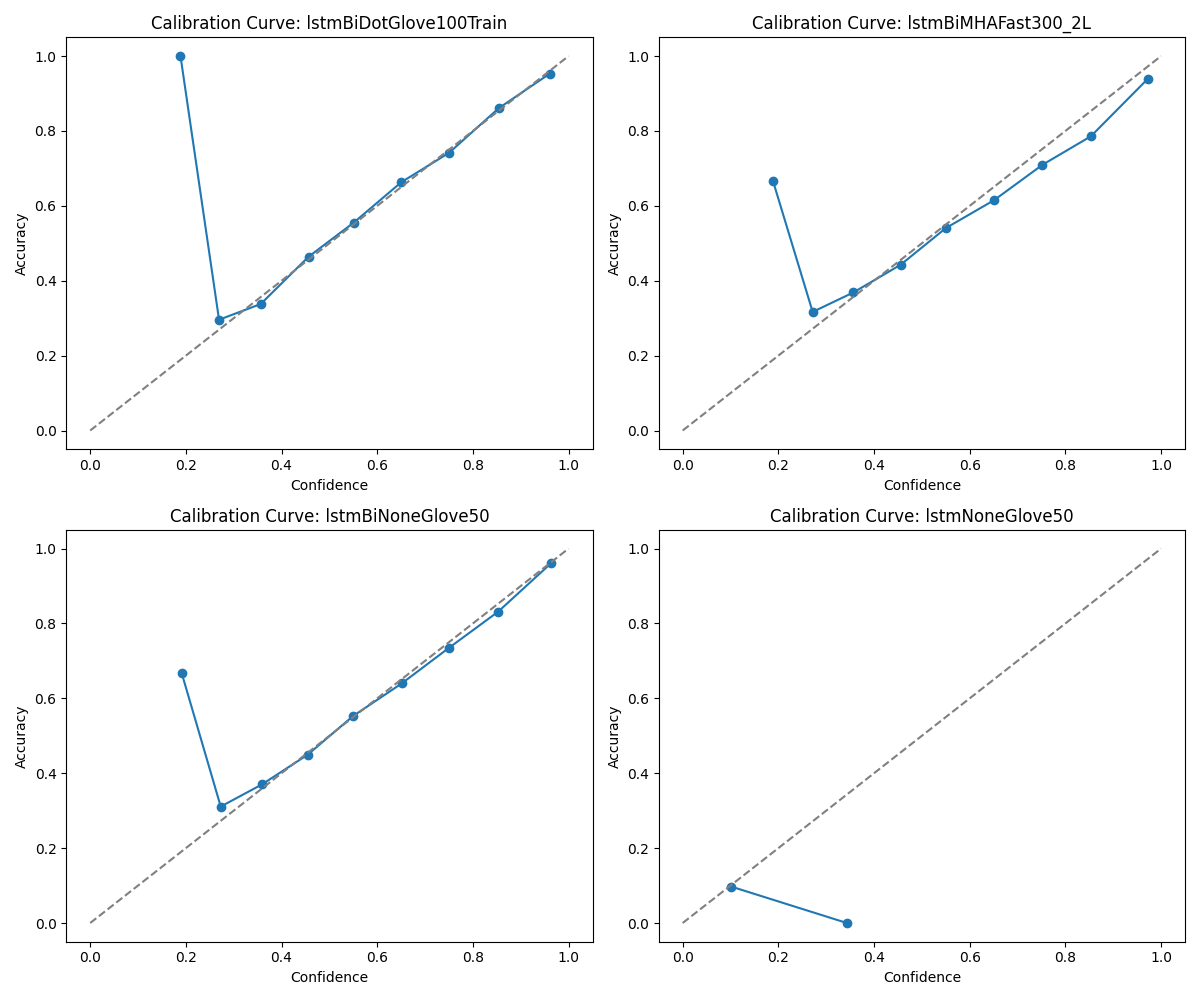 Calibration Curve: lstmBiDotGlove100Train
1.0
0.8
0.6
0.4
0.2
0.0
Accuracy
0.0 0.2 0.4 0.6 0.8 1.0
Confidence
Calibration Curve: lstmBiMHAFast300_2L
1.0
0.8
0.6
0.4
0.2
0.0
Accuracy
0.0 0.2 0.4 0.6 0.8 1.0
Confidence
Calibration Curve: lstmBiNoneGlove50
1.0
0.8
0.6
0.4
0.2
0.0
Accuracy
0.0 0.2 0.4 0.6 0.8 1.0
Confidence
Calibration Curve: lstmNoneGlove50
1.0
0.8
0.6
0.4
0.2
0.0
Accuracy
0.0 0.2 0.4 0.6 0.8 1.0
Confidence